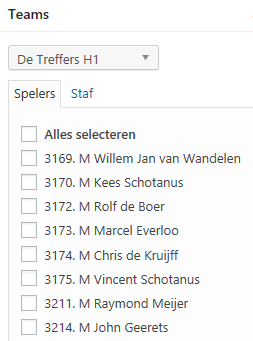 Teams
De Treffers H1
Spelers Staf
Alles selecteren
3169. M Willem Jan van Wandelen
3170. M Kees Schotanus
3172. M Rolf de Boer
3173. M Marcel Everloo
3174. M Chris de Kruijff
3175. M Vincent Schotanus
3211. M Raymond Meijer
3214. M John Geerets